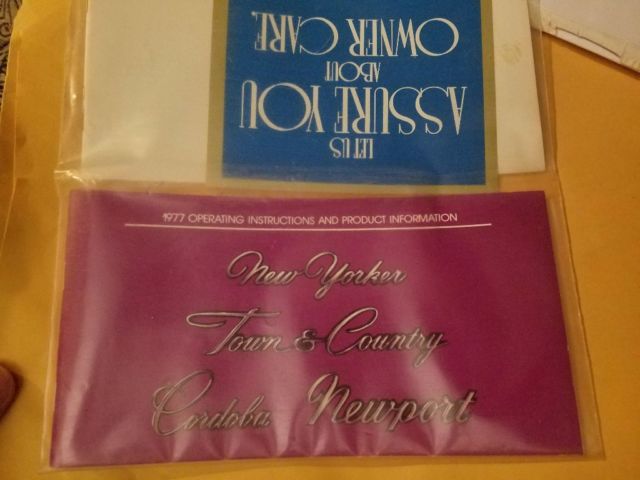 LET US
ASSURE YOU
ABOUT
OWNER CARE.
1977 OPERATING INSTRUCTIONS AND PRODUCT INFORMATION
New Yorker
Town & Country
Cordoba Newport